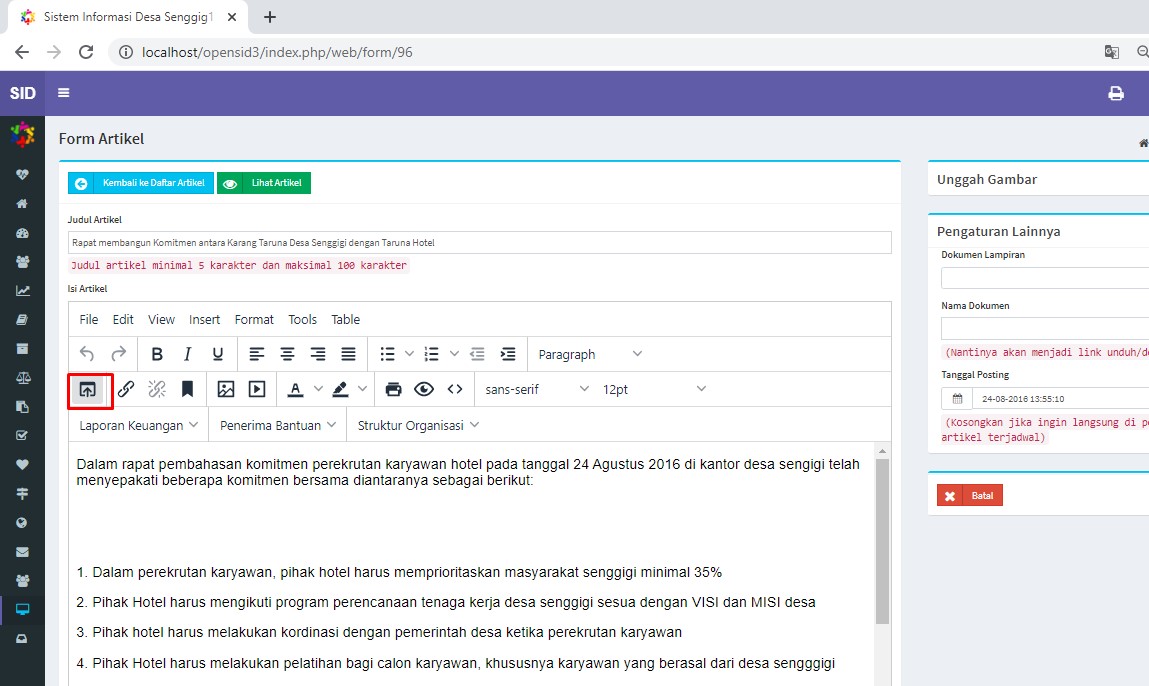 Sistem Informasi Desa Senggig
localhost/opensid3/index.php/web/form/96
SID
Form Artikel
Kembali ke Daftar Artikel
Lihat Artikel
Judul Artikel
Rapat membangun Komitmen antara Karang Taruna Desa Senggigi dengan Taruna Hotel
Judul artikel minimal 5 karakter dan maksimal 100 karakter
Isi Artikel
File Edit View Insert Format Tools Table
B I U Paragraph
A sans-serif 12pt
Laporan Keuangan Penerima Bantuan Struktur Organisasi
Dalam rapat pembahasan komitmen perekrutan karyawan hotel pada tanggal 24 Agustus 2016 di kantor desa sengigi telah
menyepakati beberapa komitmen bersama diantaranya sebagai berikut:
1. Dalam perekrutan karyawan, pihak hotel harus memprioritaskan masyarakat senggigi minimal 35%
2. Pihak Hotel harus mengikuti program perencanaan tenaga kerja desa senggigi sesua dengan VISI dan MISI desa
3. Pihak hotel harus melakukan kordinasi dengan pemerintah desa ketika perekrutan karyawan
4. Pihak Hotel harus melakukan pelatihan bagi calon karyawan, khususnya karyawan yang berasal dari desa sengggigi
Unggah Gambar
Pengaturan Lainnya
Dokumen Lampiran
Nama Dokumen
(Nantinya akan menjadi link unduh/d
Tanggal Posting
24-08-2016 13:55:10
(Kosongkan jika ingin langsung di p
artikel terjadwal)
Batal